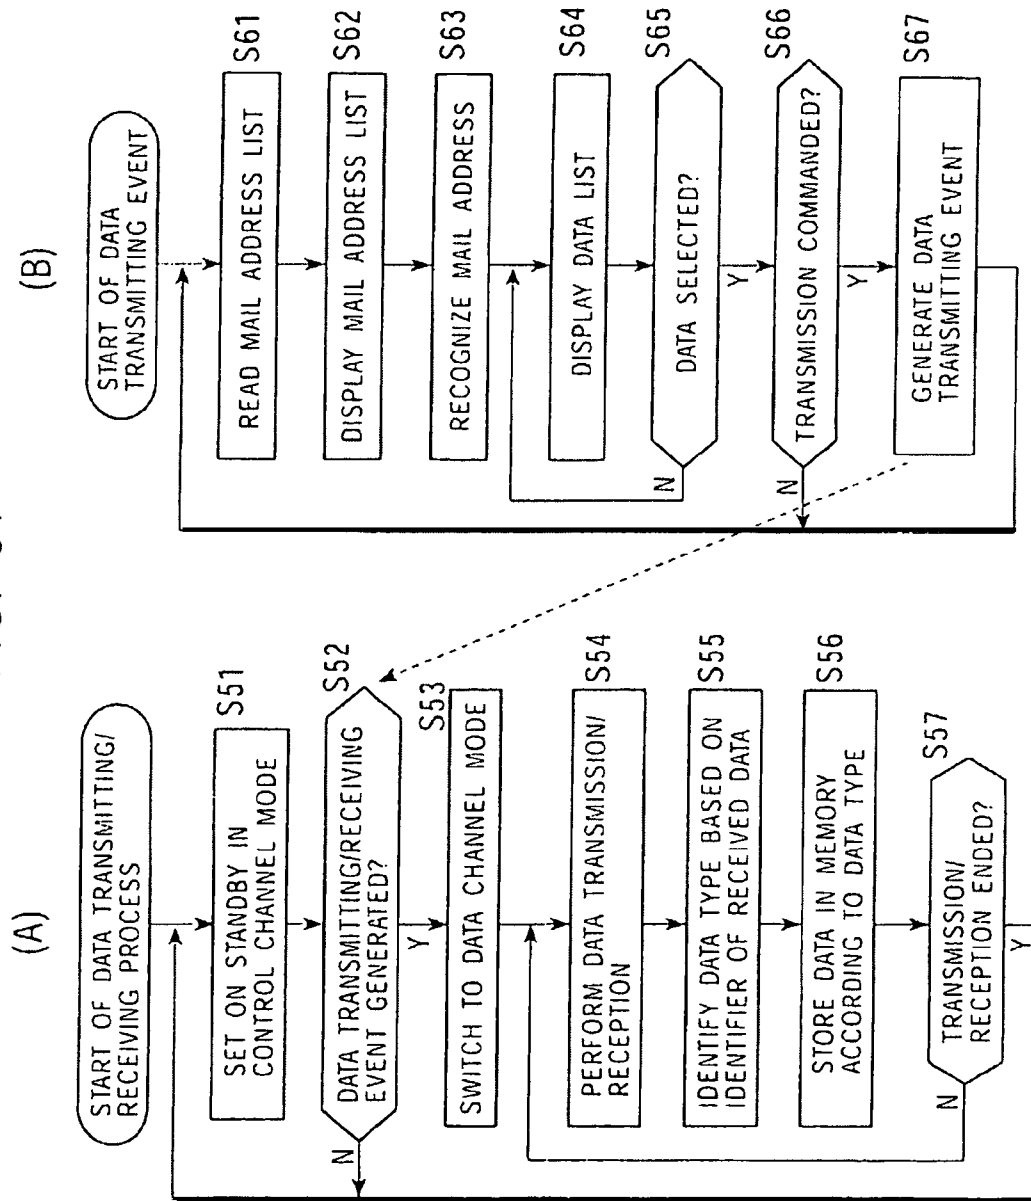 (A)
START OF DATA TRANSMITTING/
RECEIVING PROCESS
S51
SET ON STANDBY IN
CONTROL CHANNEL MODE
S52
DATA TRANSMITTING/RECEIVING
EVENT GENERATED?
N
Y
S53
SWITCH TO DATA CHANNEL MODE
S54
PERFORM DATA TRANSMISSION/
RECEPTION
S55
IDENTIFY DATA TYPE BASED ON
IDENTIFIER OF RECEIVED DATA
S56
STORE DATA IN MEMORY
ACCORDING TO DATA TYPE
S57
TRANSMISSION/
RECEPTION ENDED?
N
Y
(B)
START OF DATA
TRANSMITTING EVENT
S61
READ MAIL ADDRESS LIST
S62
DISPLAY MAIL ADDRESS LIST
S63
RECOGNIZE MAIL ADDRESS
S64
DISPLAY DATA LIST
S65
DATA SELECTED?
N
Y
S66
TRANSMISSION COMMANDED?
N
Y
S67
GENERATE DATA
TRANSMITTING EVENT